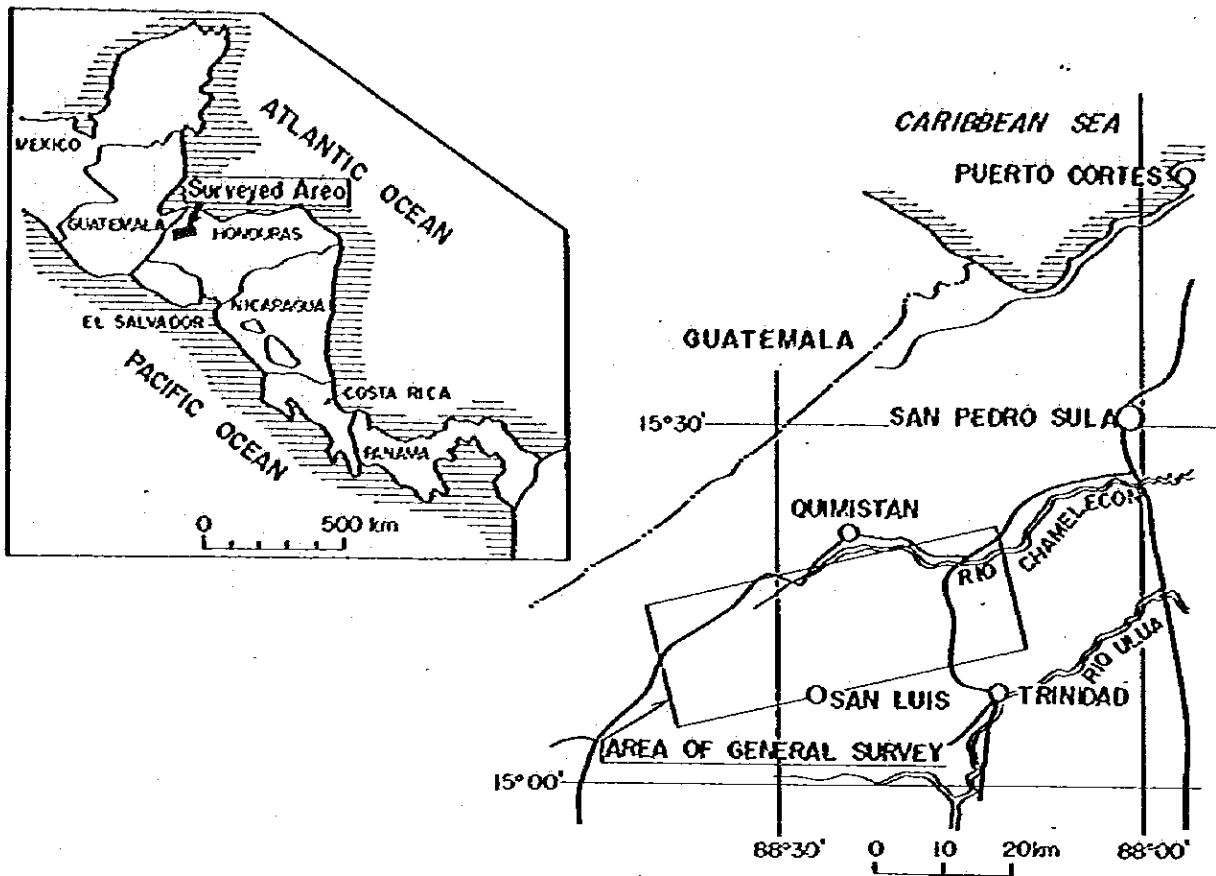 ATLANTIC OCEAN
MEXICO
Surveyed Area
GUATEMALA
HONDURAS
NICARAGUA
EL SALVADOR
PACIFIC OCEAN
COSTA RICA
PANAMA
0 500 km
CARIBBEAN SEA
PUERTO CORTES
GUATEMALA
15°30'
SAN PEDRO SULA
QUIMISTAN
RIO CHAMELECON
RIO ULUA
SAN LUIS
TRINIDAD
AREA OF GENERAL SURVEY
15°00'
88°30'
0 10 20km
88°00'